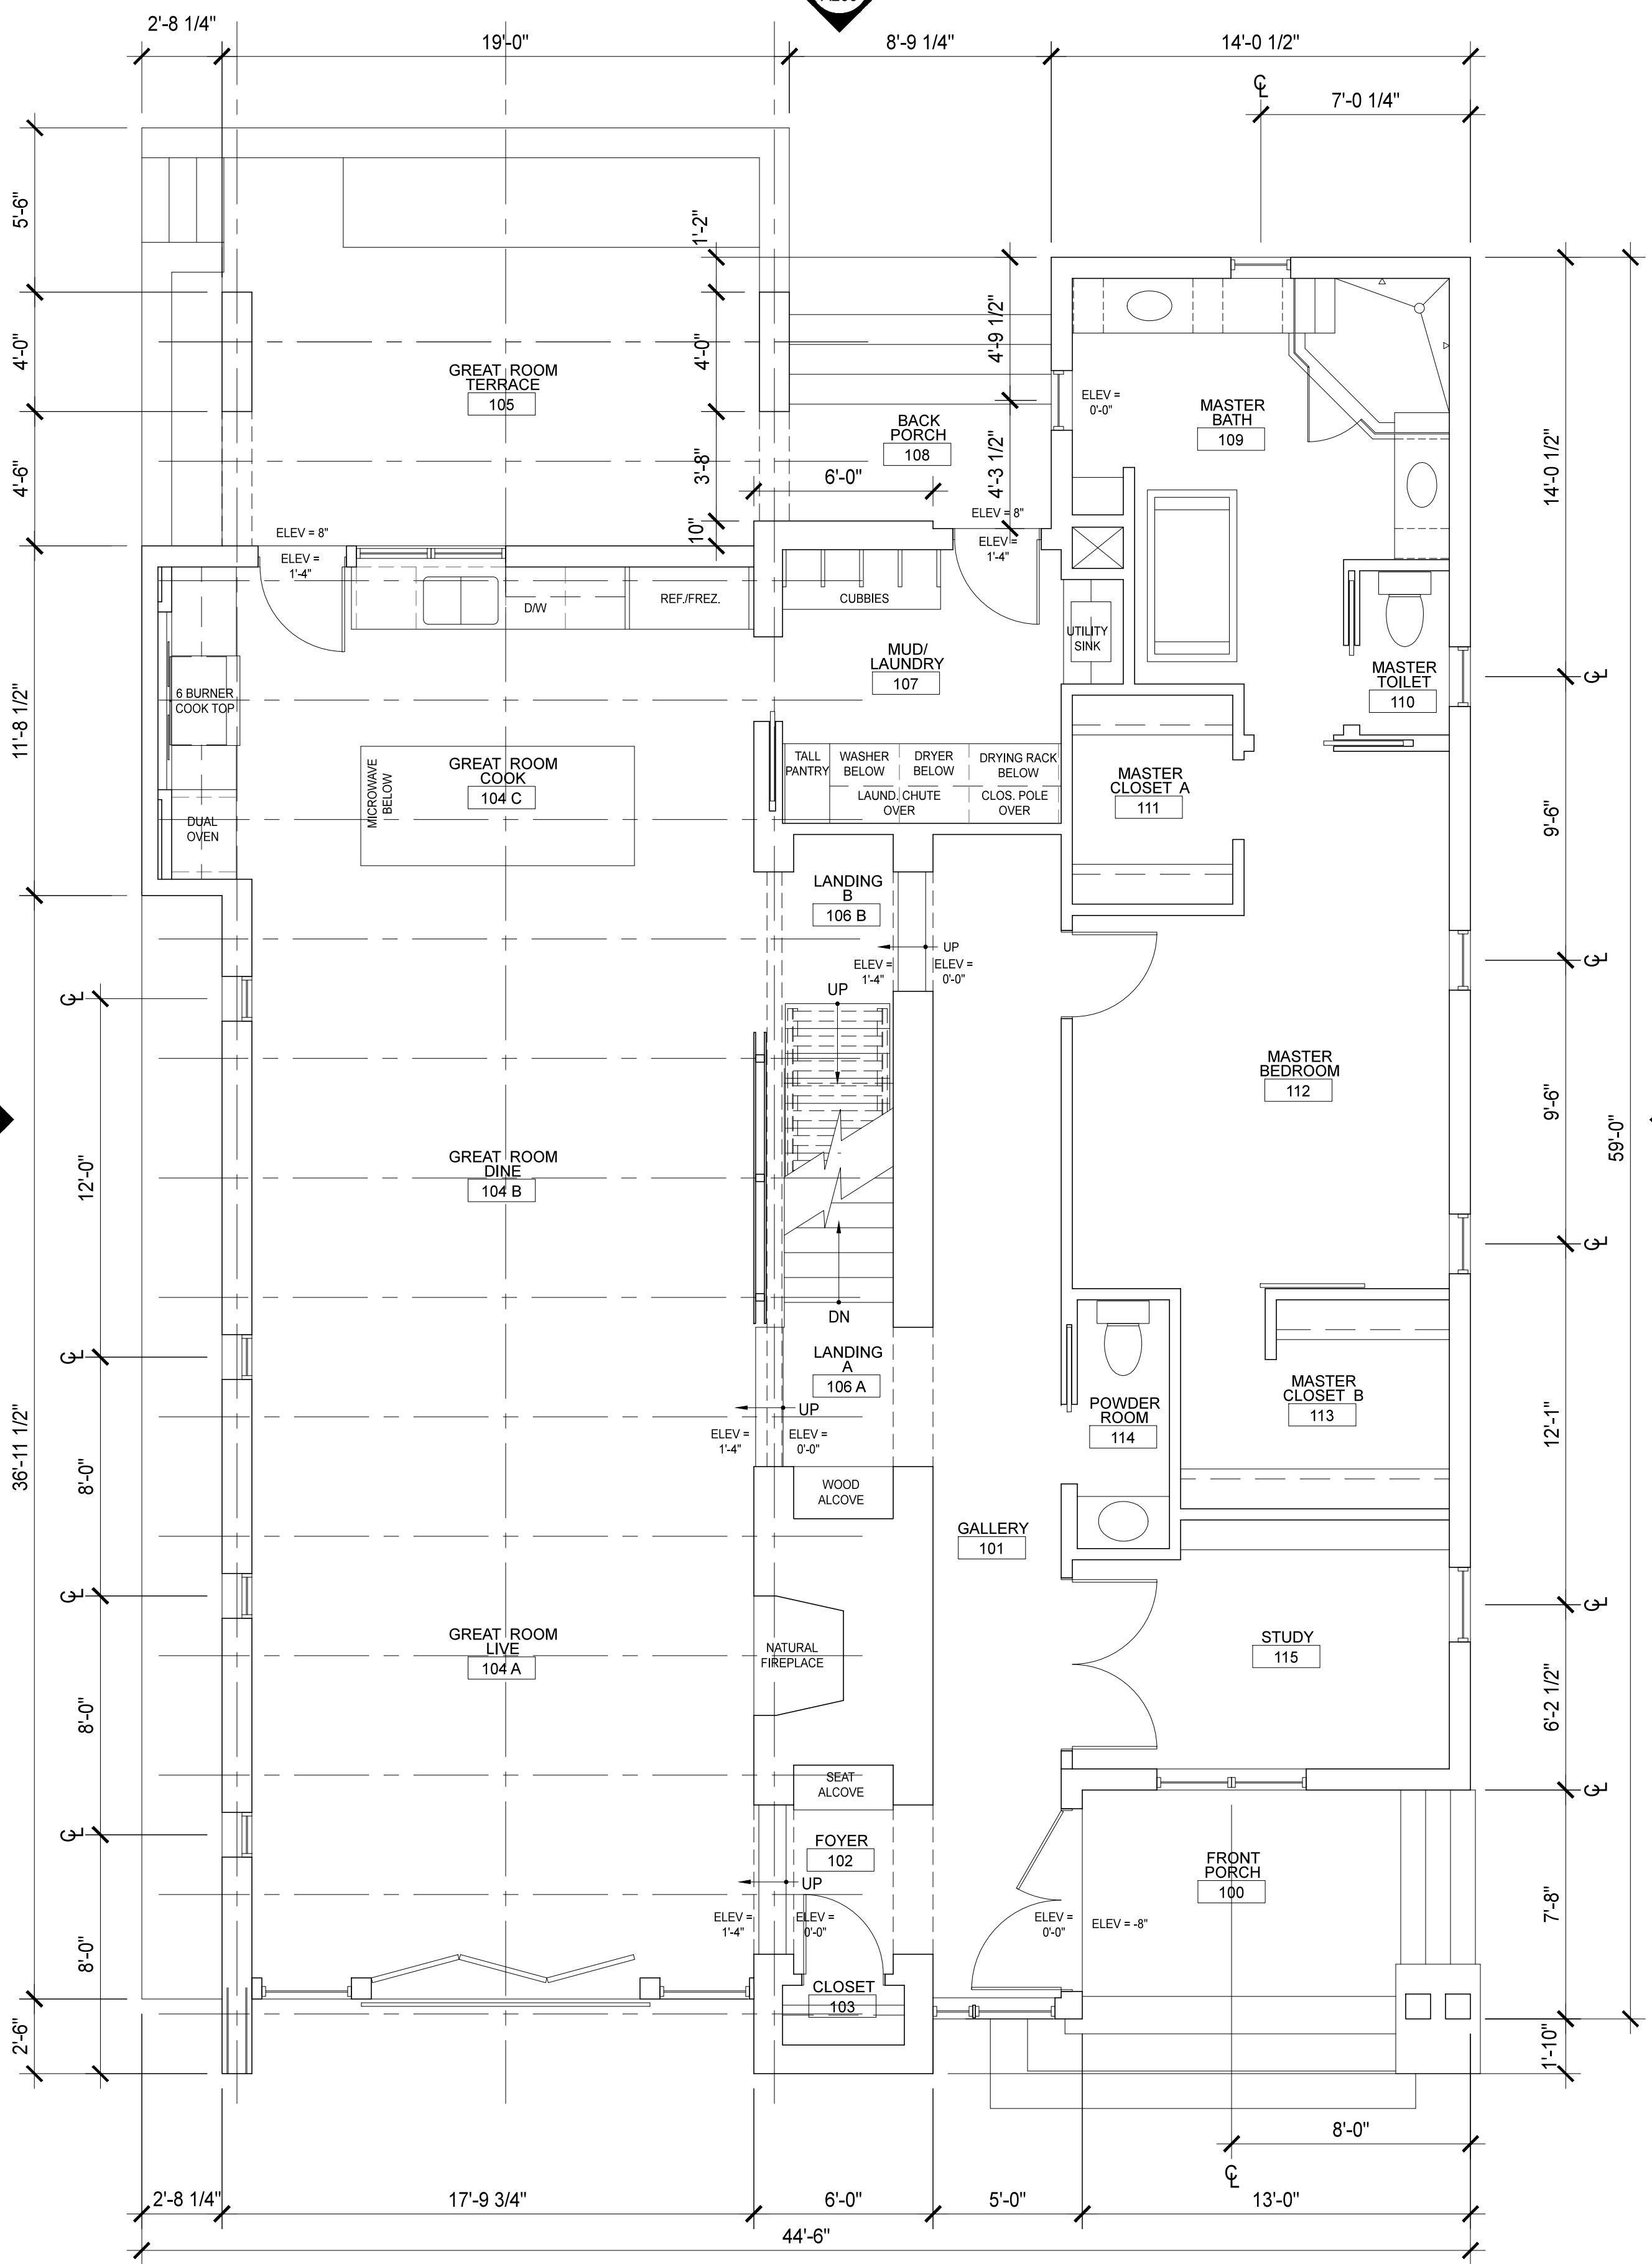 2'-8 1/4"
19'-0"
8'-9 1/4"
14'-0 1/2"
7'-0 1/4"
5'-6"
4'-0"
4'-6"
11'-8 1/2"
36'-11 1/2"
2'-6"
12'-0"
8'-0"
8'-0"
8'-0"
1'-2"
4'-0"
3'-8"
10"
4'-9 1/2"
4'-3 1/2"
6'-0"
GREAT ROOM
TERRACE
105
BACK
PORCH
108
ELEV =
0'-0"
MASTER
BATH
109
ELEV = 8"
ELEV =
1'-4"
ELEV = 8"
ELEV =
1'-4"
D/W
REF./FREZ.
CUBBIES
UTILITY
SINK
MUD/
LAUNDRY
107
MASTER
TOILET
110
6 BURNER
COOK TOP
DUAL
OVEN
MICROWAVE
BELOW
GREAT ROOM
COOK
104 C
TALL
PANTRY
WASHER
BELOW
DRYER
BELOW
DRYING RACK
BELOW
LAUND. CHUTE
OVER
CLOS. POLE
OVER
MASTER
CLOSET A
111
LANDING
B
106 B
UP
ELEV =
1'-4"
ELEV =
0'-0"
UP
MASTER
BEDROOM
112
GREAT ROOM
DINE
104 B
DN
LANDING
A
106 A
UP
ELEV =
1'-4"
ELEV =
0'-0"
POWDER
ROOM
114
MASTER
CLOSET B
113
WOOD
ALCOVE
GALLERY
101
GREAT ROOM
LIVE
104 A
NATURAL
FIREPLACE
STUDY
115
SEAT
ALCOVE
FOYER
102
UP
ELEV =
1'-4"
ELEV =
0'-0"
ELEV =
0'-0"
ELEV = -8"
FRONT
PORCH
100
CLOSET
103
14'-0 1/2"
9'-6"
9'-6"
12'-1"
6'-2 1/2"
7'-8"
1'-10"
59'-0"
8'-0"
2'-8 1/4"
17'-9 3/4"
6'-0"
5'-0"
13'-0"
44'-6"